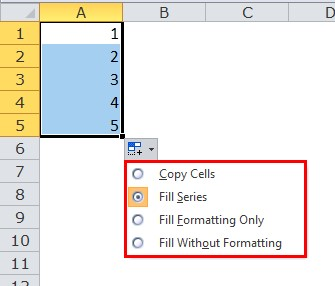 A B C D
1 1
2 2
3 3
4 4
5 5
6
7 Copy Cells
8 Fill Series
9 Fill Formatting Only
10 Fill Without Formatting
11
12